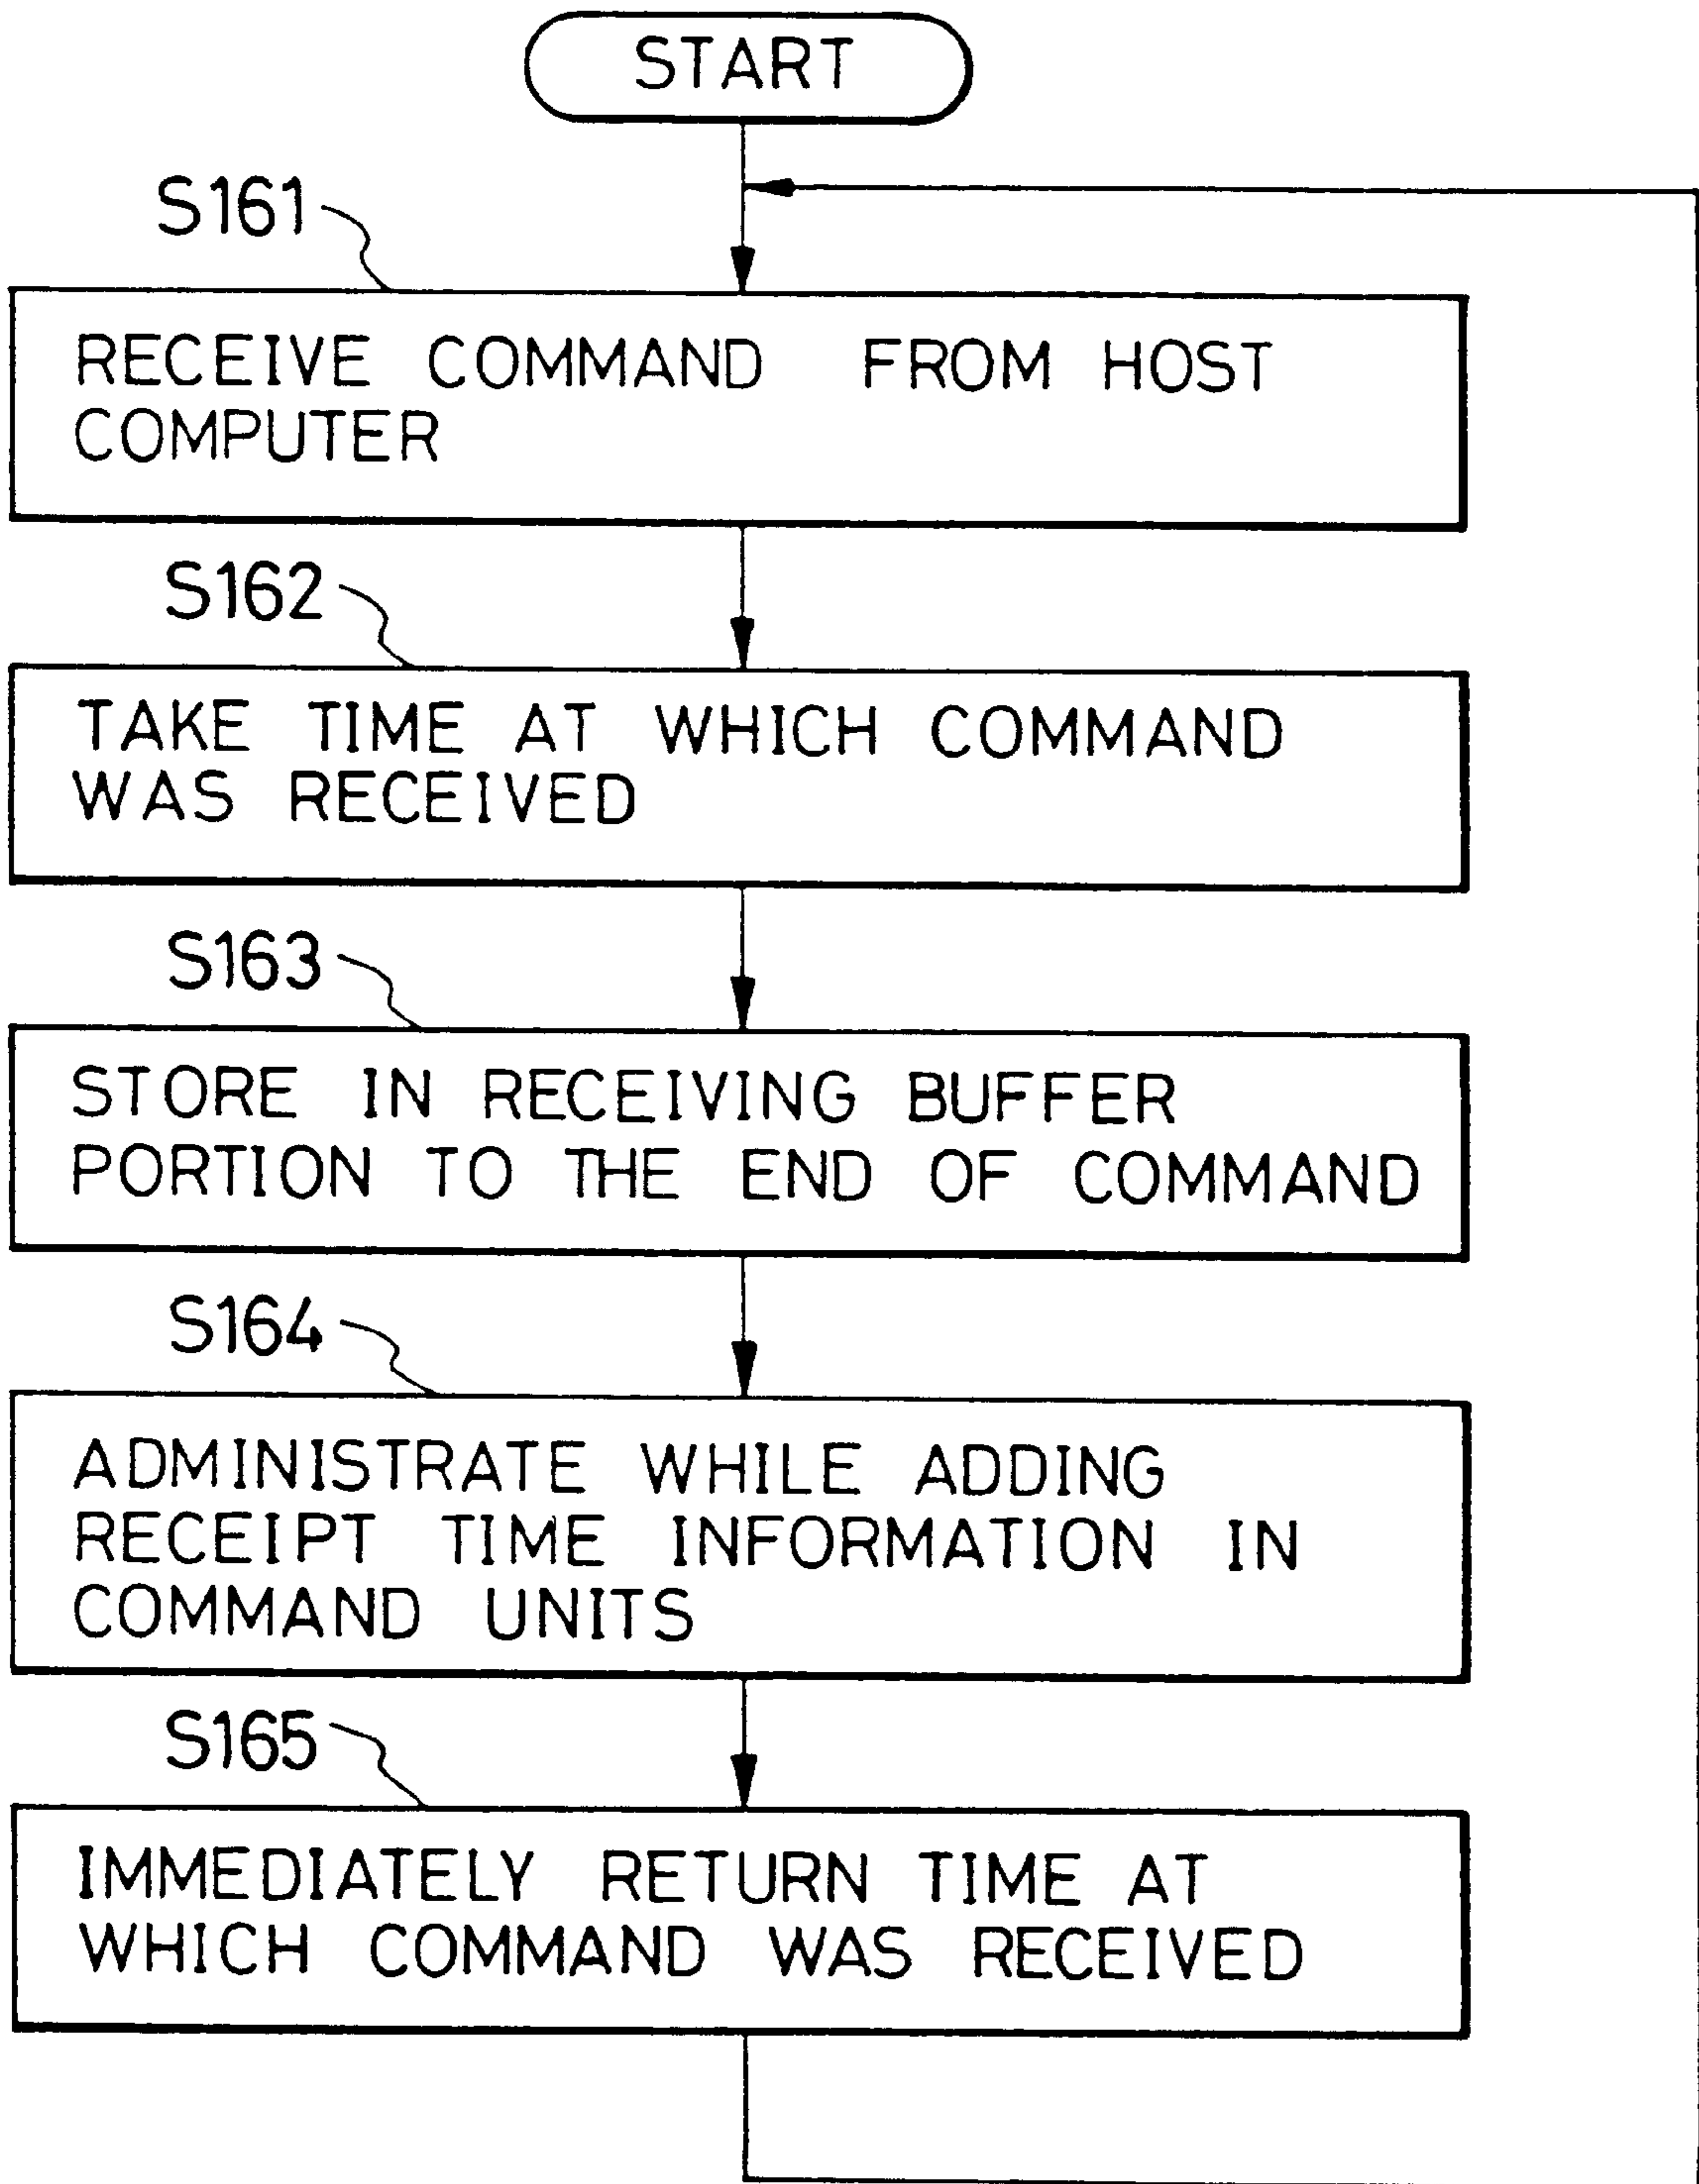 START
S161
RECEIVE COMMAND FROM HOST
COMPUTER
S162
TAKE TIME AT WHICH COMMAND
WAS RECEIVED
S163
STORE IN RECEIVING BUFFER
PORTION TO THE END OF COMMAND
S164
ADMINISTRATE WHILE ADDING
RECEIPT TIME INFORMATION IN
COMMAND UNITS
S165
IMMEDIATELY RETURN TIME AT
WHICH COMMAND WAS RECEIVED